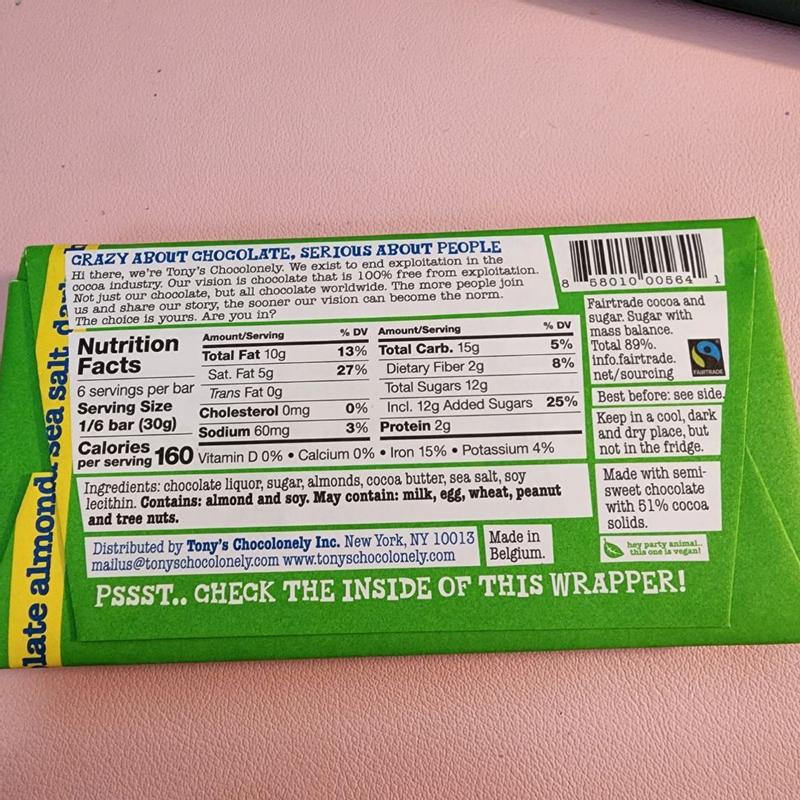 CRAZY ABOUT CHOCOLATE, SERIOUS ABOUT PEOPLE
Hi there, we're Tony's Chocolonely. We exist to end exploitation in the
cocoa industry. Our vision is chocolate that is 100% free from exploitation.
Not just our chocolate, but all chocolate worldwide. The more people join
us and share our story, the sooner our vision can become the norm.
The choice is yours. Are you in?
Nutrition
Facts
6 servings per bar
Serving Size
1/6 bar (30g)
Calories
per serving 160
Amount/Serving % DV
Total Fat 10g 13%
Sat. Fat 5g 27%
Trans Fat 0g
Cholesterol 0mg 0%
Sodium 60mg 3%
Amount/Serving % DV
Total Carb. 15g 5%
Dietary Fiber 2g 8%
Total Sugars 12g
Incl. 12g Added Sugars 25%
Protein 2g
Vitamin D 0% • Calcium 0% • Iron 15% • Potassium 4%
Ingredients: chocolate liquor, sugar, almonds, cocoa butter, sea salt, soy
lecithin. Contains: almond and soy. May contain: milk, egg, wheat, peanut
and tree nuts.
Distributed by Tony's Chocolonely Inc. New York, NY 10013
mailus@tonyschocolonely.com www.tonyschocolonely.com
Made in
Belgium.
PSSST.. CHECK THE INSIDE OF THIS WRAPPER!
8 58010 00564 1
Fairtrade cocoa and
sugar. Sugar with
mass balance.
Total 89%.
info.fairtrade.
net/sourcing
FAIRTRADE
Best before: see side.
Keep in a cool, dark
and dry place, but
not in the fridge.
Made with semi-
sweet chocolate
with 51% cocoa
solids.
hey party animal..
this one is vegan!
late almond sea salt